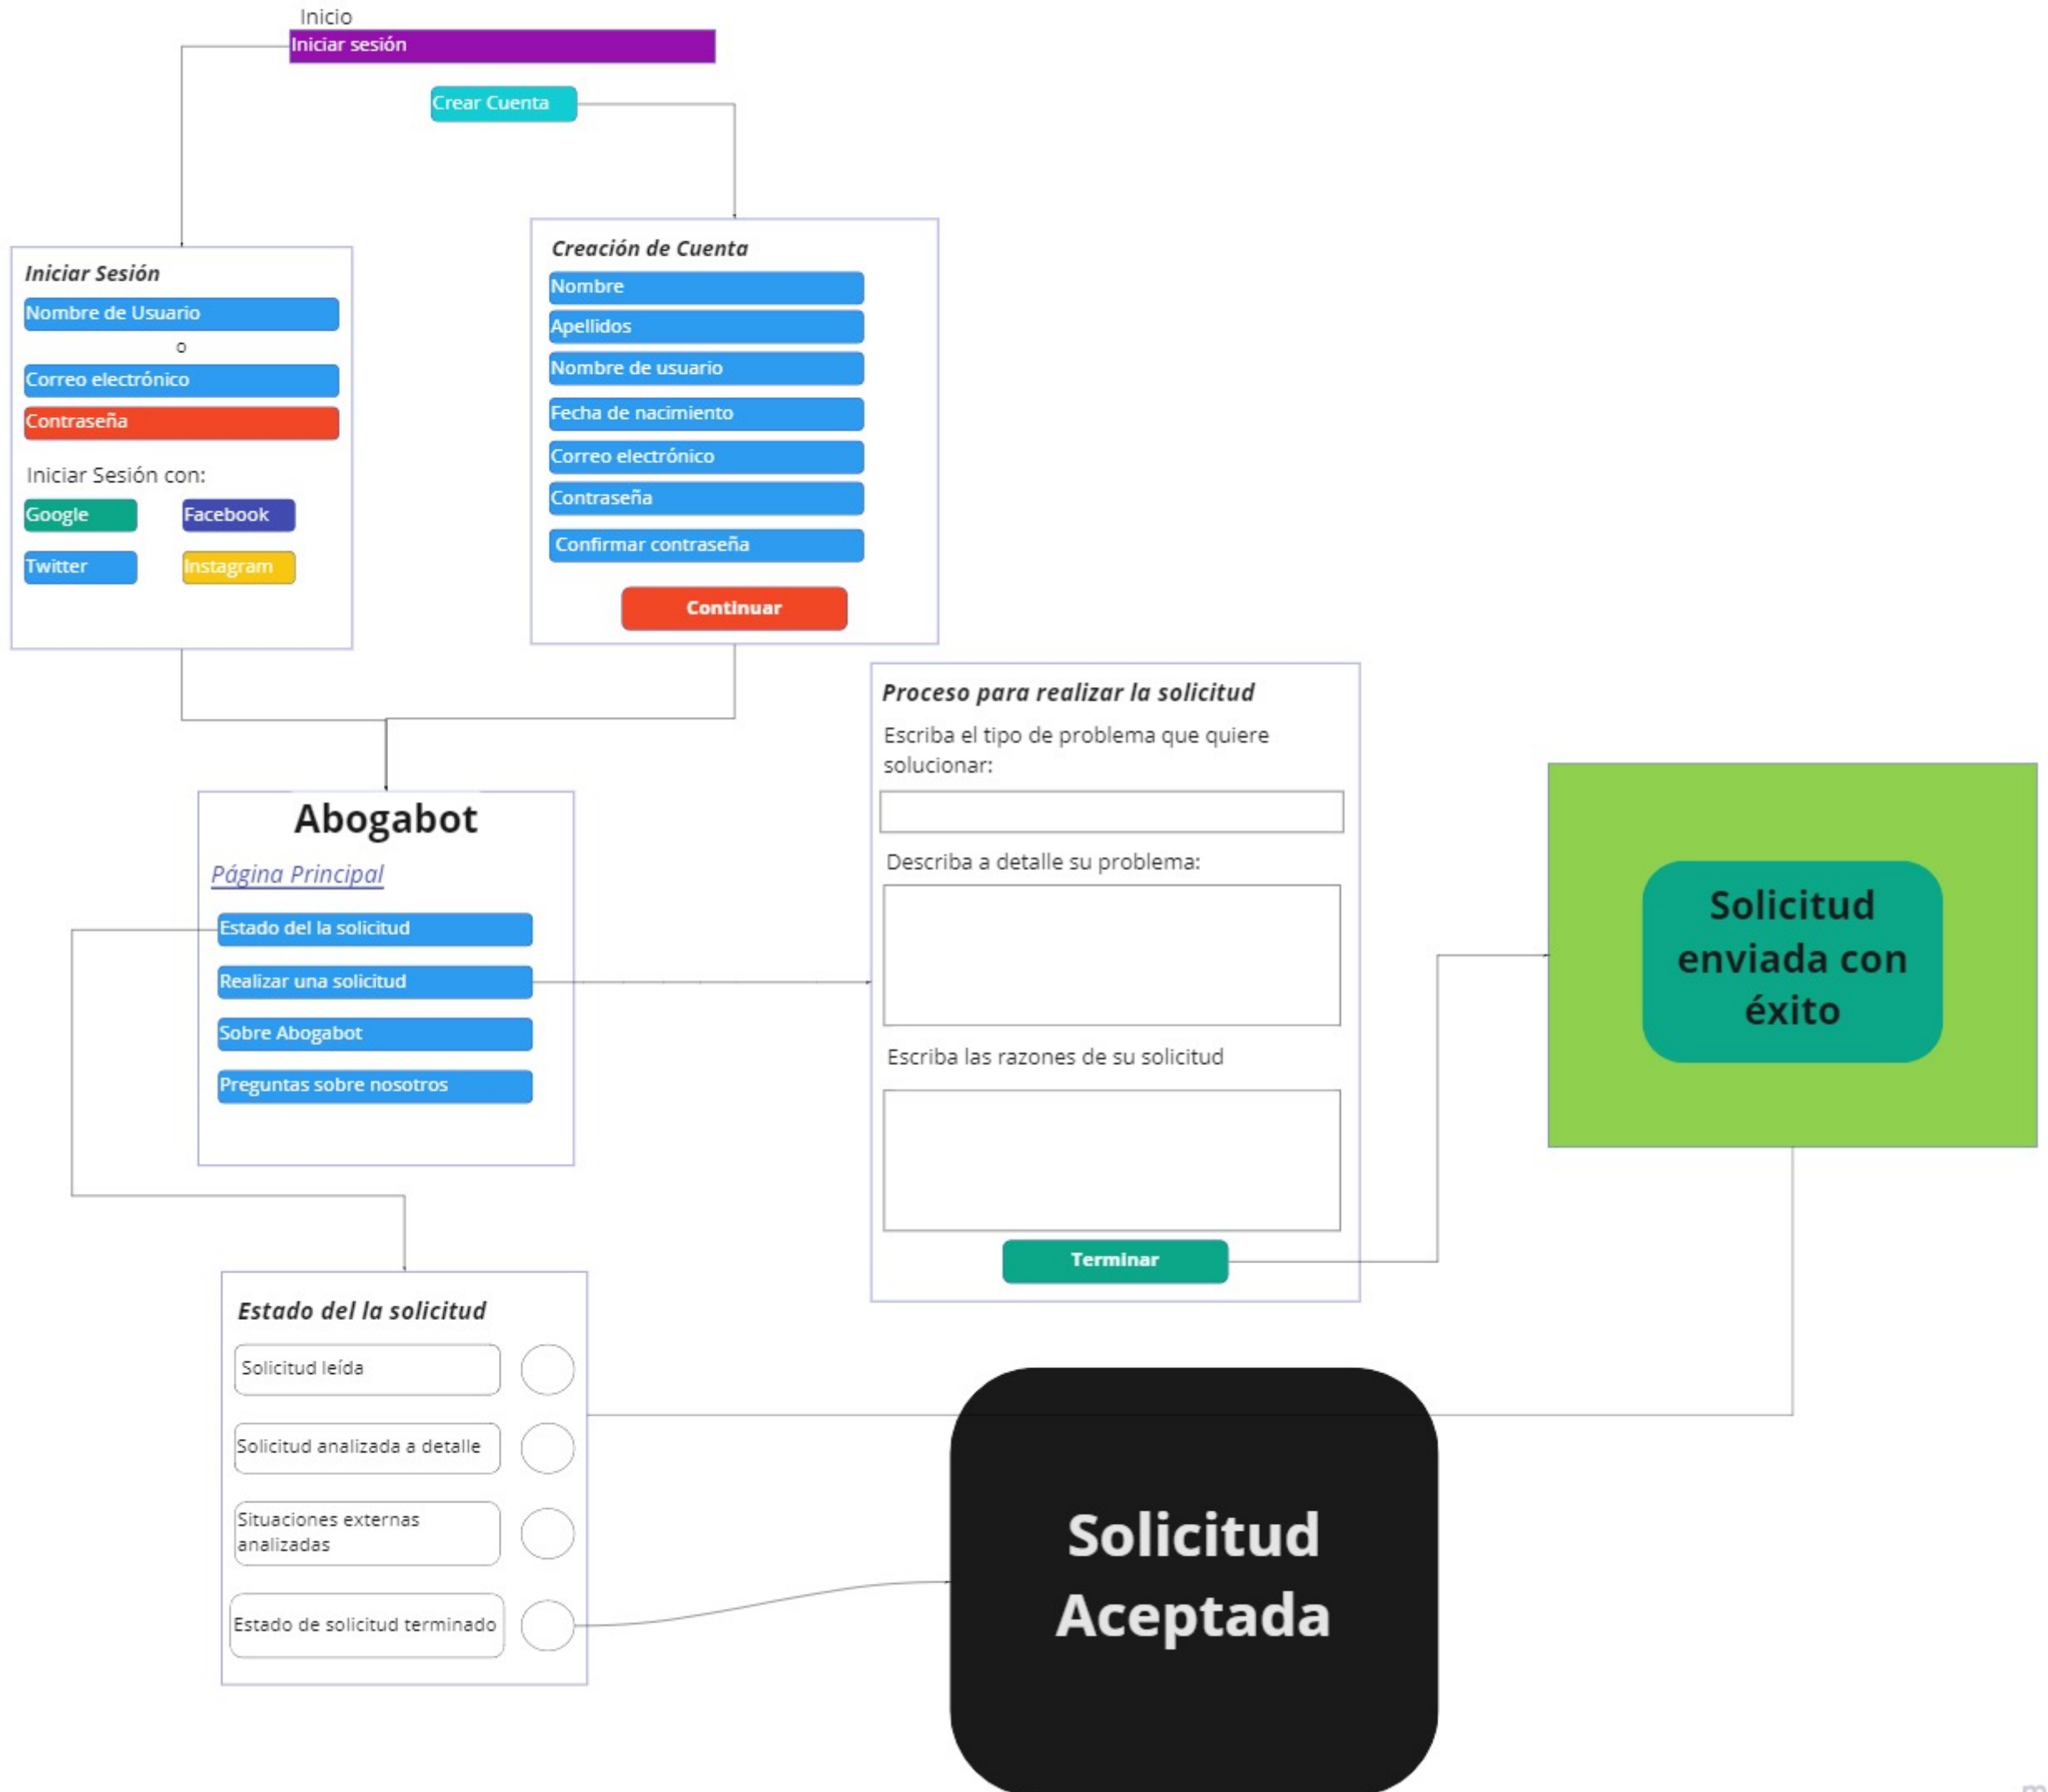 Inicio
Iniciar sesión
Crear Cuenta
Iniciar Sesión
Nombre de Usuario
o
Correo electrónico
Contraseña
Iniciar Sesión con:
Google
Facebook
Twitter
Instagram
Creación de Cuenta
Nombre
Apellidos
Nombre de usuario
Fecha de nacimiento
Correo electrónico
Contraseña
Confirmar contraseña
Continuar
Abogabot
Página Principal
Estado del la solicitud
Realizar una solicitud
Sobre Abogabot
Preguntas sobre nosotros
Proceso para realizar la solicitud
Escriba el tipo de problema que quiere
solucionar:
Describa a detalle su problema:
Escriba las razones de su solicitud
Terminar
Solicitud
enviada con
éxito
Estado del la solicitud
Solicitud leída
Solicitud analizada a detalle
Situaciones externas
analizadas
Estado de solicitud terminado
Solicitud
Aceptada